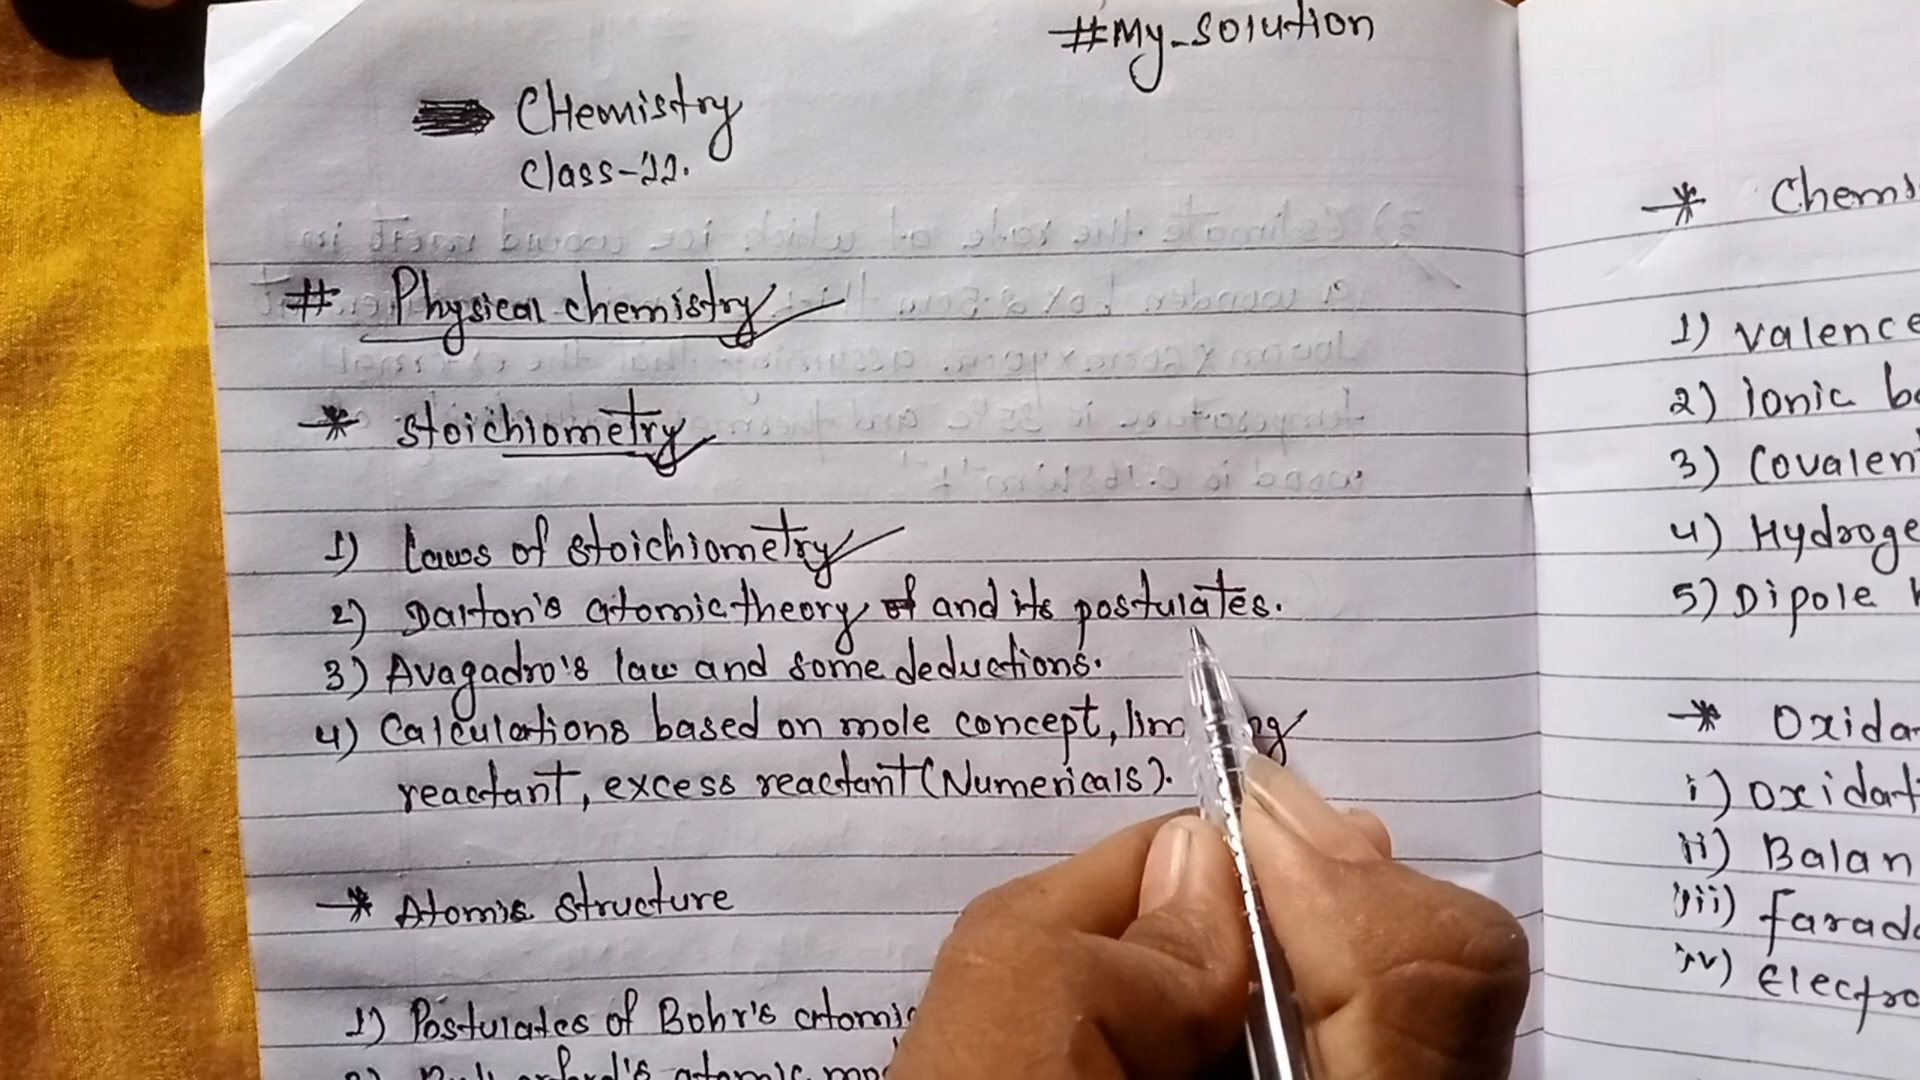 #My_solution
Chemistry
Class-11.
# Physical chemistry
* Stoichiometry
1) Laws of stoichiometry
2) Dalton's atomic theory of and its postulates.
3) Avagadro's law and some deductions.
4) Calculations based on mole concept,
reactant, excess reactant (Numericals).
* Atomic structure
1) Postulates of Bohr's atomic
* Chemi
1) Valence
2) Ionic b
3) Covalent
4) Hydroge
5) Dipole
* Oxida
i) Oxidat
ii) Balan
iii) Farad
iv) Electro